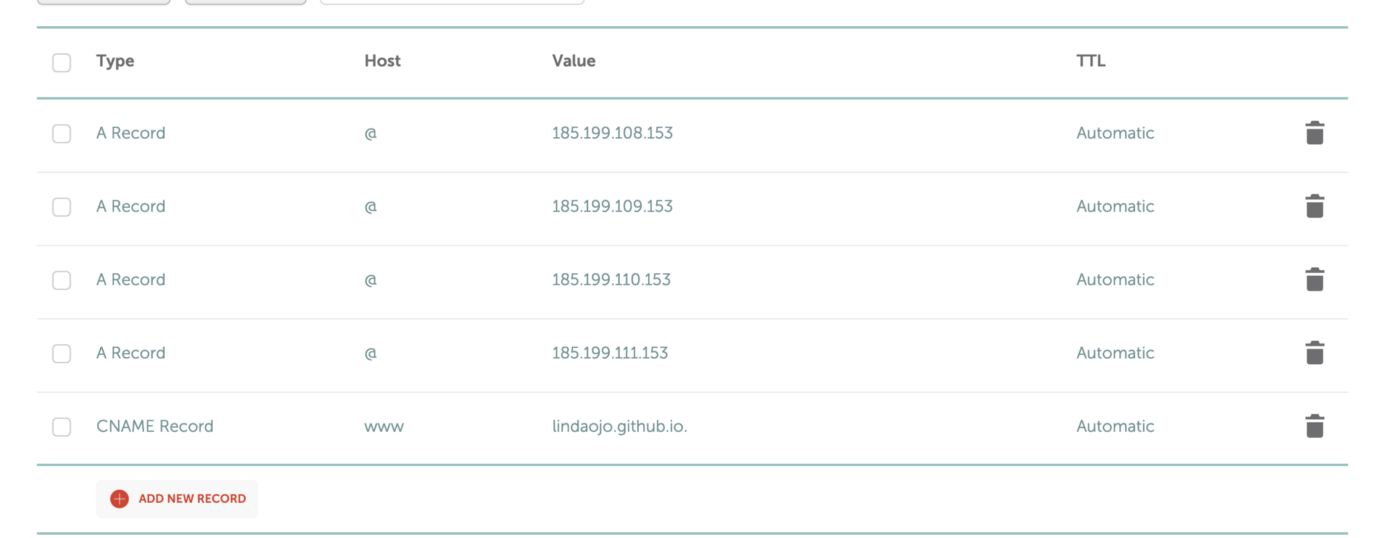 Type Host Value TTL
A Record @ 185.199.108.153 Automatic
A Record @ 185.199.109.153 Automatic
A Record @ 185.199.110.153 Automatic
A Record @ 185.199.111.153 Automatic
CNAME Record www lindaojo.github.io. Automatic
ADD NEW RECORD